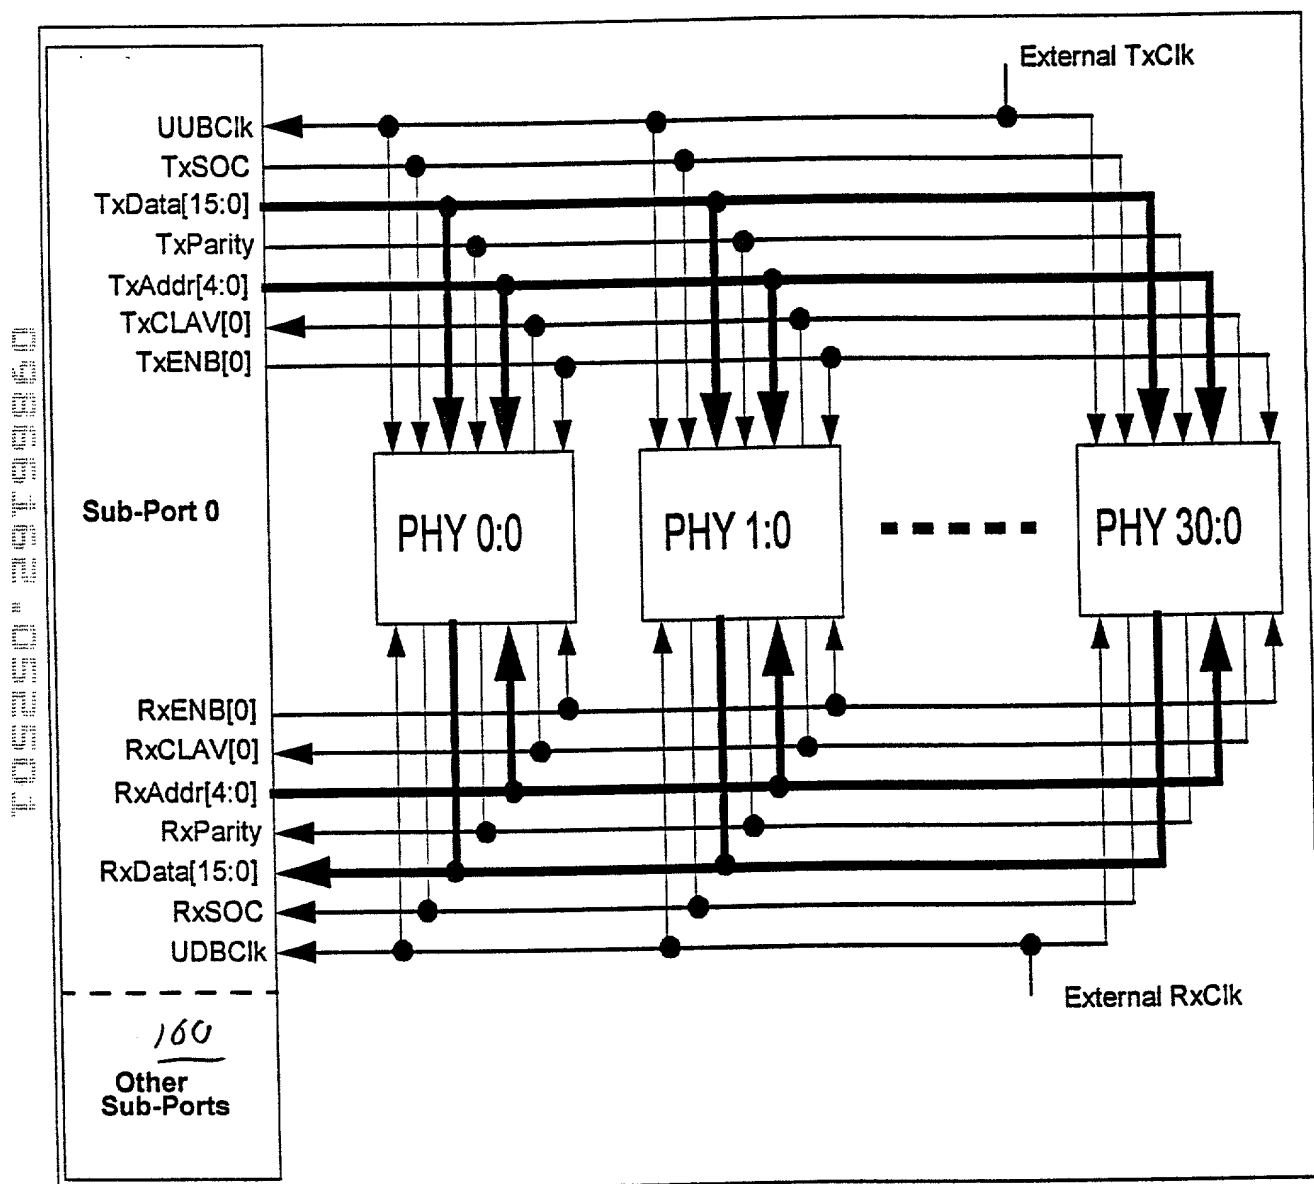 External TxClk
UUBClk
TxSOC
TxData[15:0]
TxParity
TxAddr[4:0]
TxCLAV[0]
TxENB[0]
Sub-Port 0
PHY 0:0
PHY 1:0
PHY 30:0
RxENB[0]
RxCLAV[0]
RxAddr[4:0]
RxParity
RxData[15:0]
RxSOC
UDBClk
External RxClk
160
Other
Sub-Ports